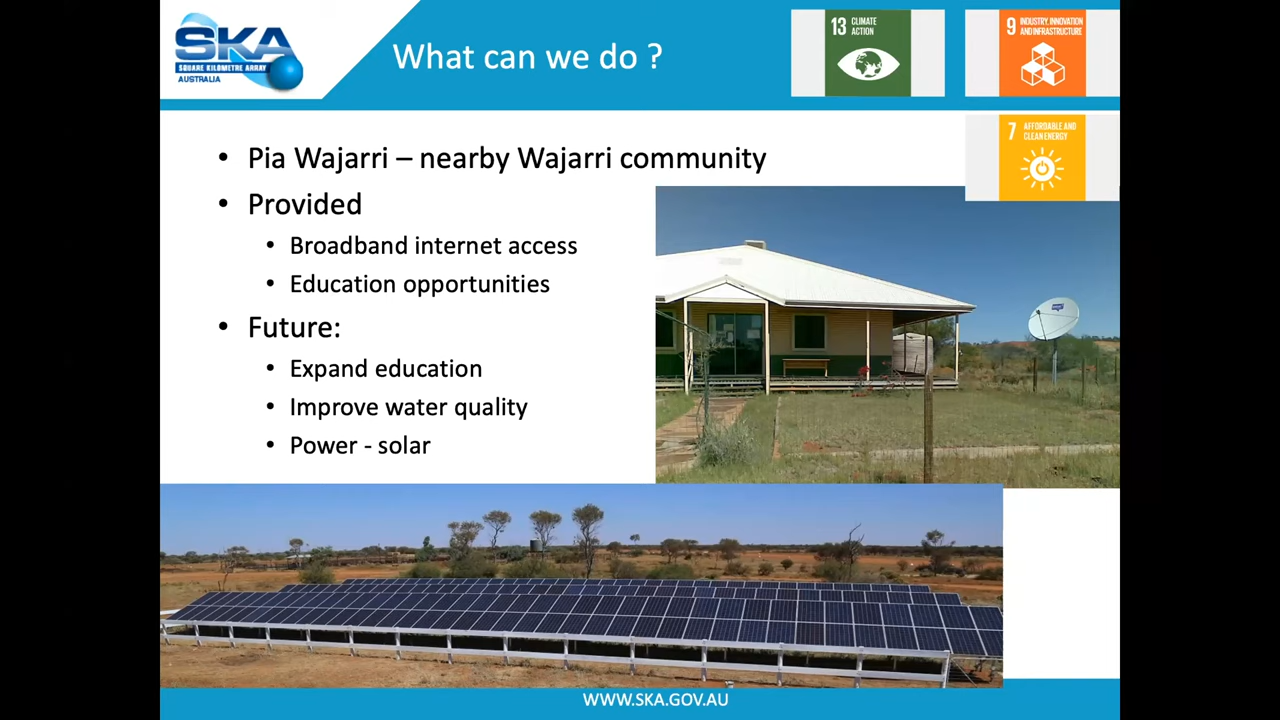 SKA
SQUARE KILOMETRE ARRAY
AUSTRALIA
What can we do ?
13 CLIMATE
ACTION
9 INDUSTRY, INNOVATION
AND INFRASTRUCTURE
7 AFFORDABLE AND
CLEAN ENERGY
• Pia Wajarri – nearby Wajarri community
• Provided
• Broadband internet access
• Education opportunities
• Future:
• Expand education
• Improve water quality
• Power - solar
WWW.SKA.GOV.AU